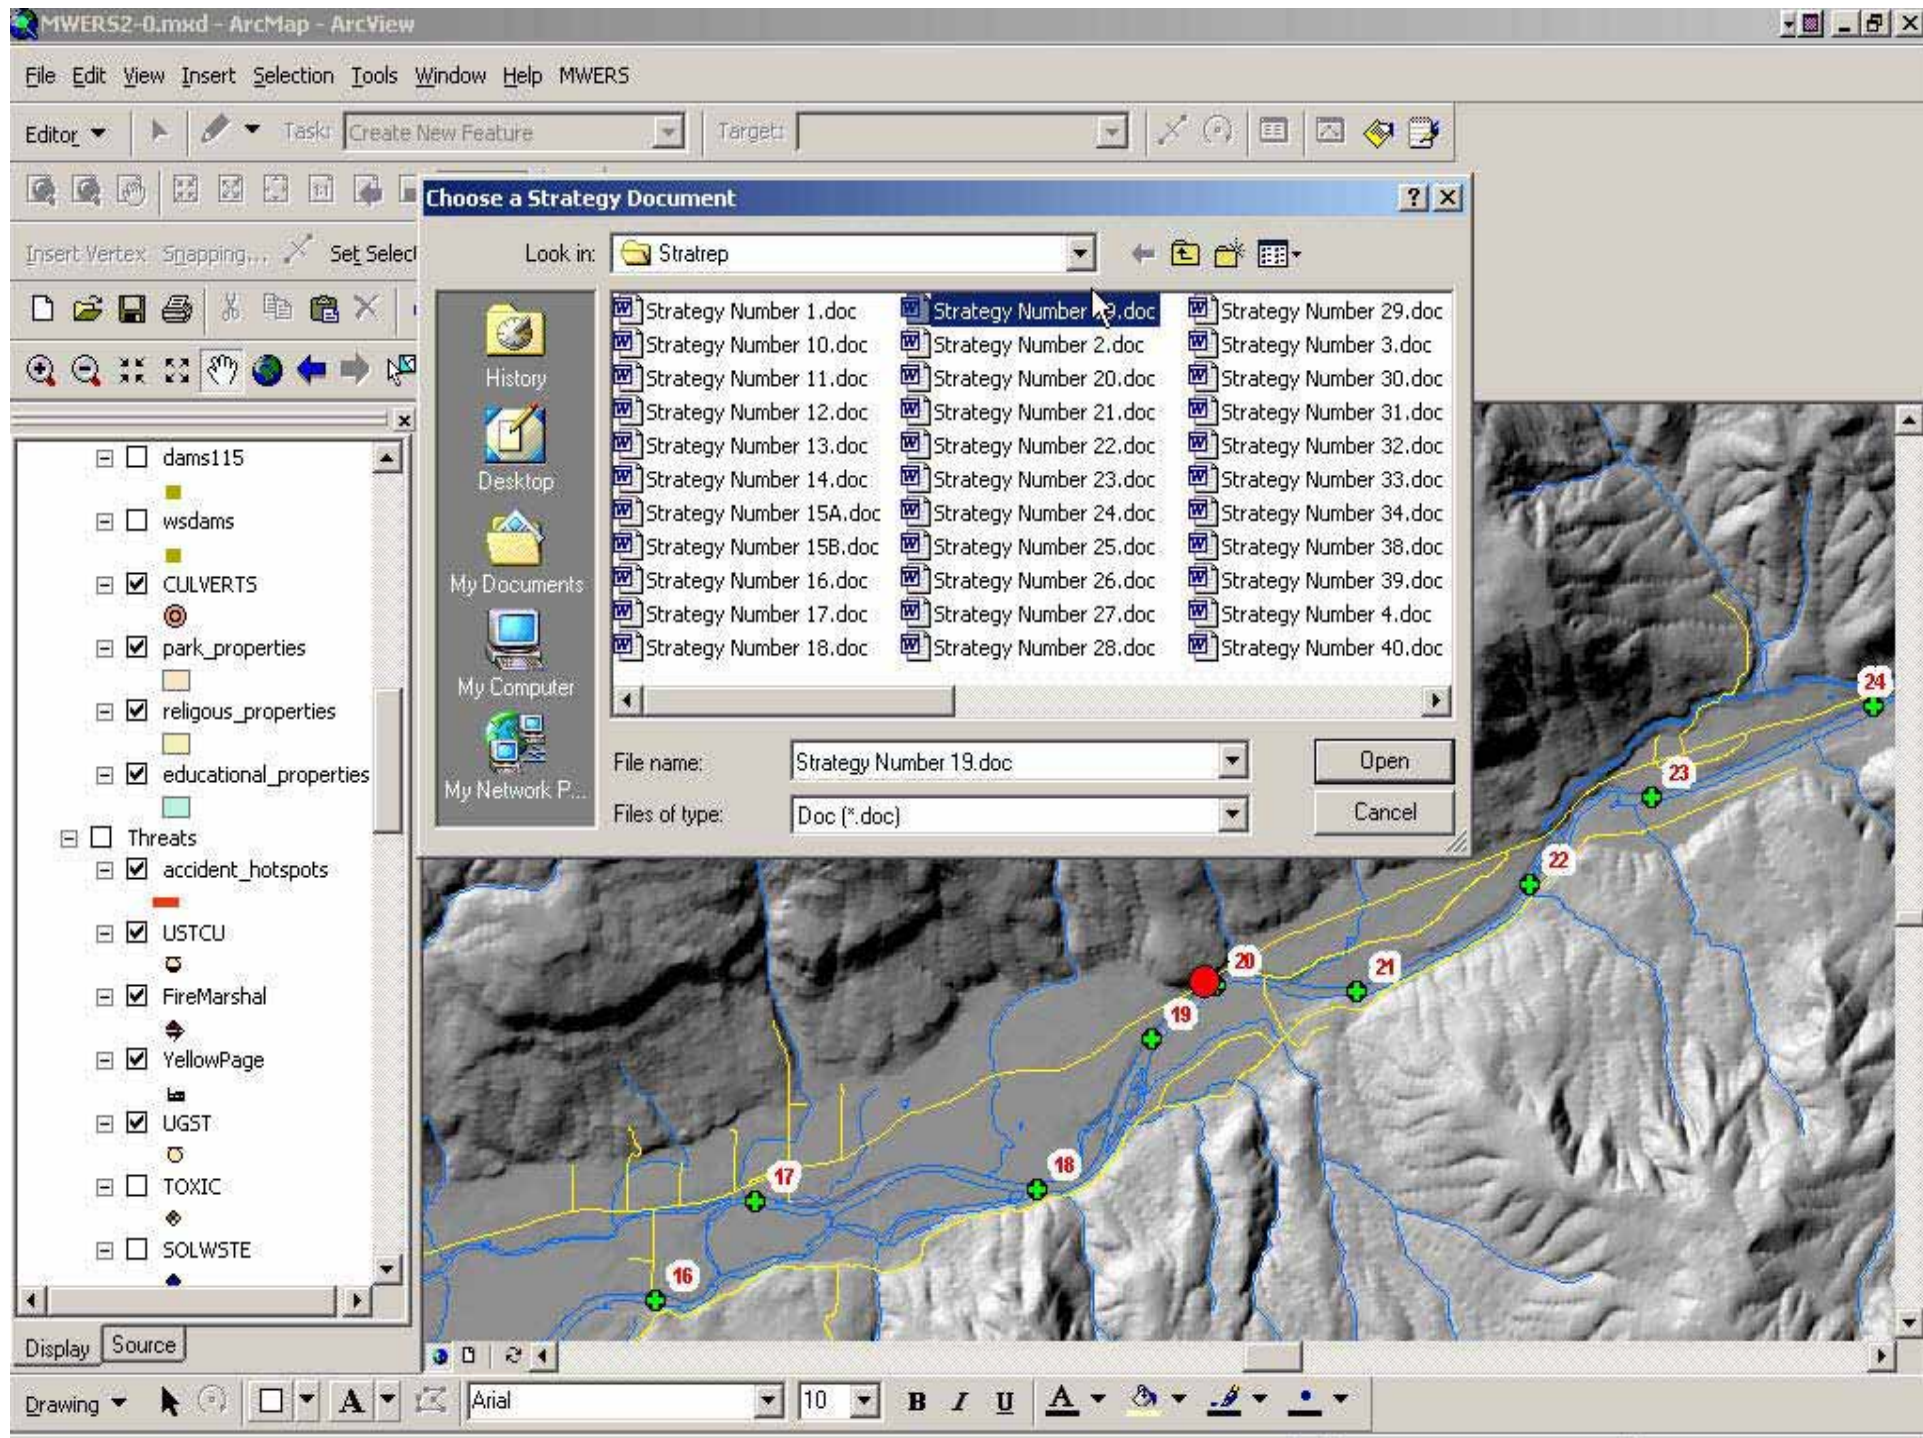 MWERS2-0.mxd - ArcMap - ArcView
File Edit View Insert Selection Tools Window Help MWERS
Editor Task: Create New Feature Target:
1:1
Choose a Strategy Document
Insert Vertex Snapping... Set Select
Look in: Stratrep
History
Desktop
My Documents
My Computer
My Network P...
Strategy Number 1.doc
Strategy Number 10.doc
Strategy Number 11.doc
Strategy Number 12.doc
Strategy Number 13.doc
Strategy Number 14.doc
Strategy Number 15A.doc
Strategy Number 15B.doc
Strategy Number 16.doc
Strategy Number 17.doc
Strategy Number 18.doc
Strategy Number 19.doc
Strategy Number 2.doc
Strategy Number 20.doc
Strategy Number 21.doc
Strategy Number 22.doc
Strategy Number 23.doc
Strategy Number 24.doc
Strategy Number 25.doc
Strategy Number 26.doc
Strategy Number 27.doc
Strategy Number 28.doc
Strategy Number 29.doc
Strategy Number 3.doc
Strategy Number 30.doc
Strategy Number 31.doc
Strategy Number 32.doc
Strategy Number 33.doc
Strategy Number 34.doc
Strategy Number 38.doc
Strategy Number 39.doc
Strategy Number 4.doc
Strategy Number 40.doc
File name: Strategy Number 19.doc Open
Files of type: Doc (*.doc) Cancel
dams115
wsdams
CULVERTS
park_properties
religous_properties
educational_properties
Threats
accident_hotspots
USTCU
FireMarshal
YellowPage
UGST
TOXIC
SOLWSTE
Display Source
24
23
22
20
21
19
18
17
16
Drawing A Arial 10 B I U A